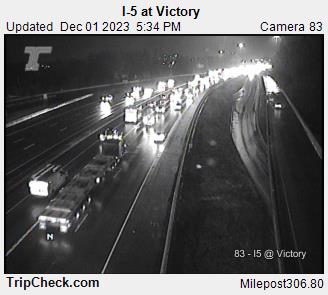 I-5 at Victory
Updated Dec 01 2023 5:34 PM Camera 83
T
N
83 - I5 @ Victory
TripCheck.com Milepost306.80